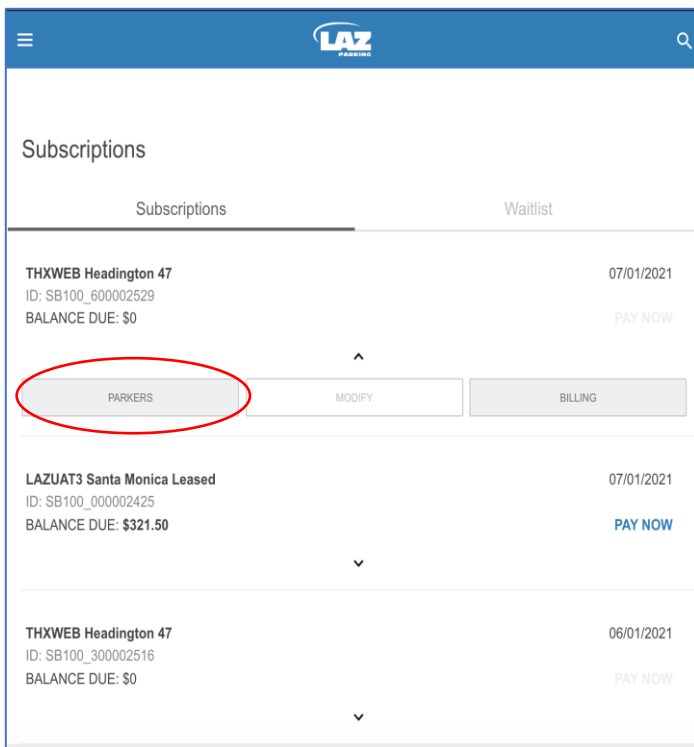 LAZ
PARKING
Subscriptions
Subscriptions Waitlist
THXWEB Headington 47 07/01/2021
ID: SB100_600002529
BALANCE DUE: $0 PAY NOW
PARKERS MODIFY BILLING
LAZUAT3 Santa Monica Leased 07/01/2021
ID: SB100_000002425
BALANCE DUE: $321.50 PAY NOW
THXWEB Headington 47 06/01/2021
ID: SB100_300002516
BALANCE DUE: $0 PAY NOW